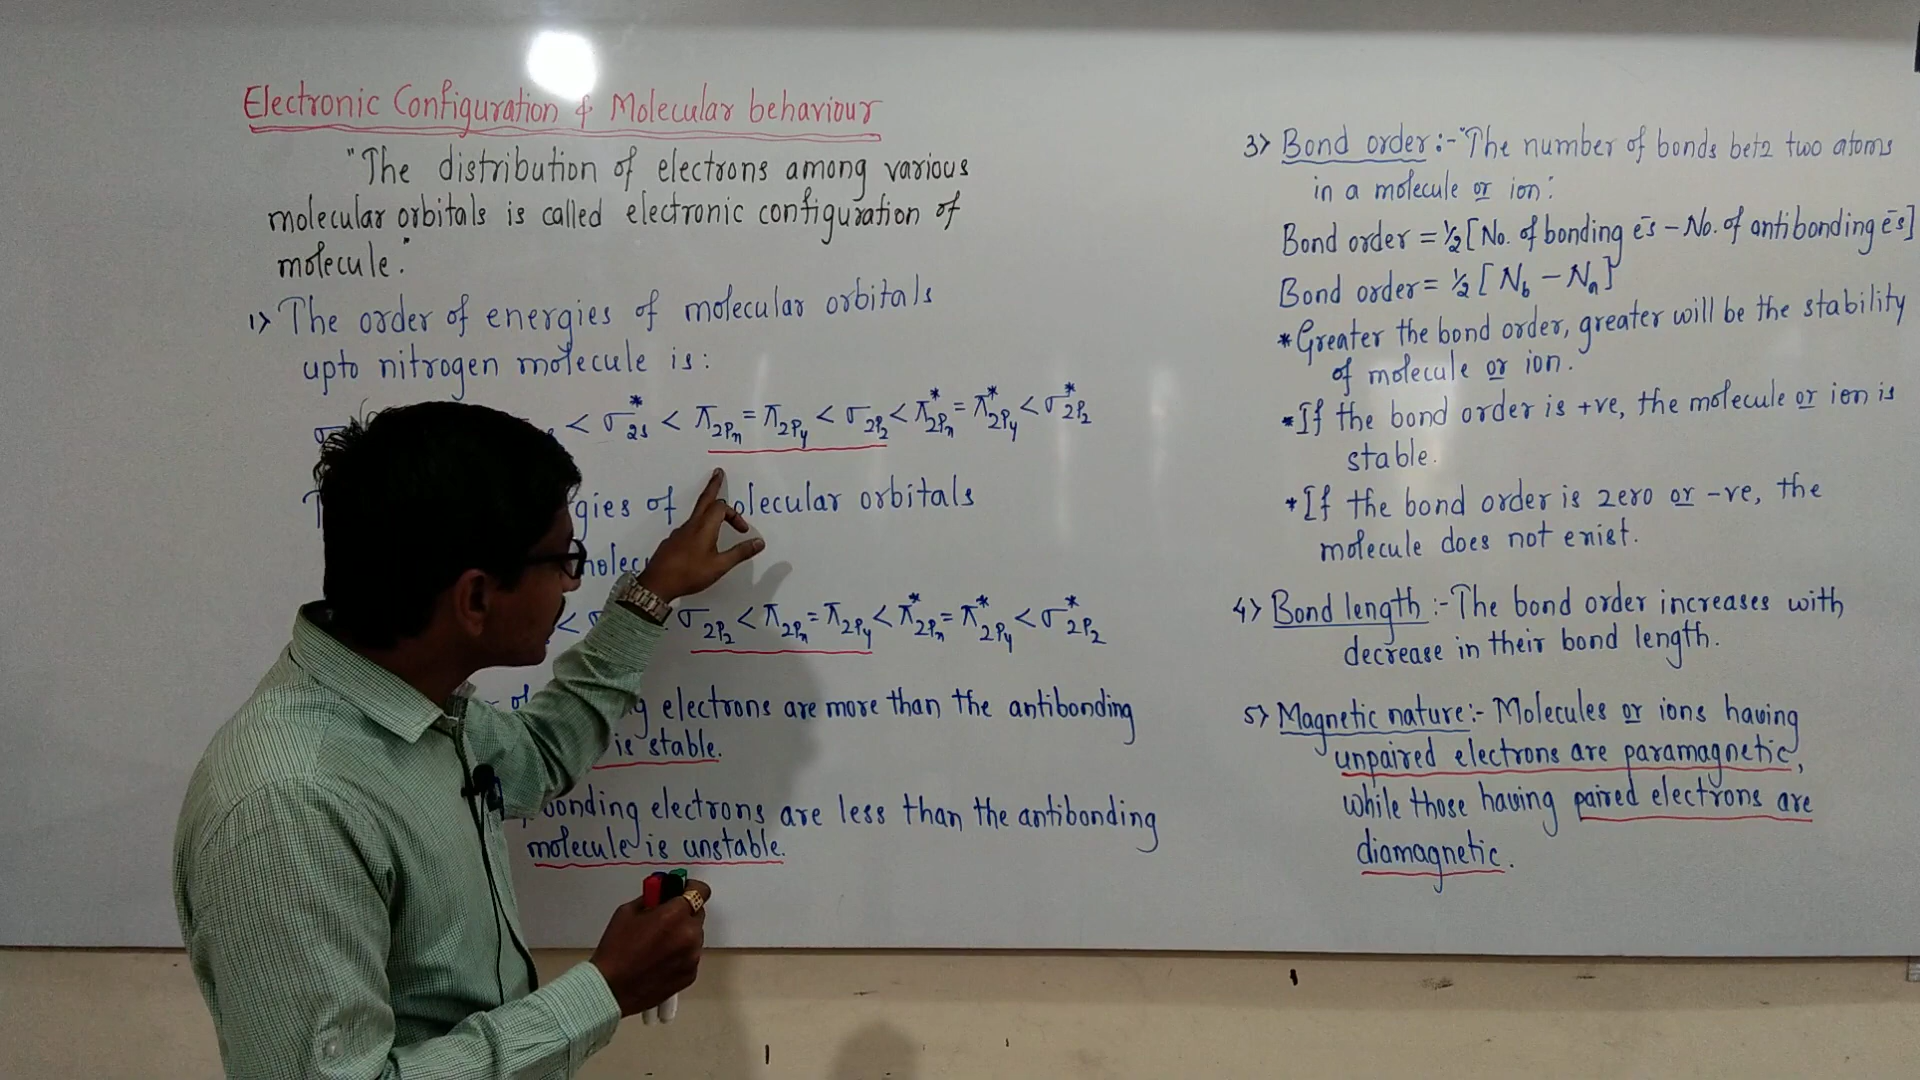 Electronic Configuration & Molecular behaviour
"The distribution of electrons among various
molecular orbitals is called electronic configuration of
molecule."
1> The order of energies of molecular orbitals
upto nitrogen molecule is:
< σ*2s < π2Px = π2Py < σ2Pz < π*2Px = π*2Py < σ*2Pz
gies of molecular orbitals
molec
< σ σ2Pz < π2Px = π2Py < π*2Px = π*2Py < σ*2Pz
of electrons are more than the antibonding
is stable.
bonding electrons are less than the antibonding
molecule is unstable.
3> Bond order :- "The number of bonds betn two atoms
in a molecule or ion."
Bond order = ½ [No. of bonding ēs – No. of antibonding ēs]
Bond order = ½ [Nb – Na]
*Greater the bond order, greater will be the stability
of molecule or ion.
*If the bond order is +ve, the molecule or ion is
stable.
*If the bond order is zero or -ve, the
molecule does not exist.
4> Bond length :- The bond order increases with
decrease in their bond length.
5> Magnetic nature:- Molecules or ions having
unpaired electrons are paramagnetic,
while those having paired electrons are
diamagnetic.